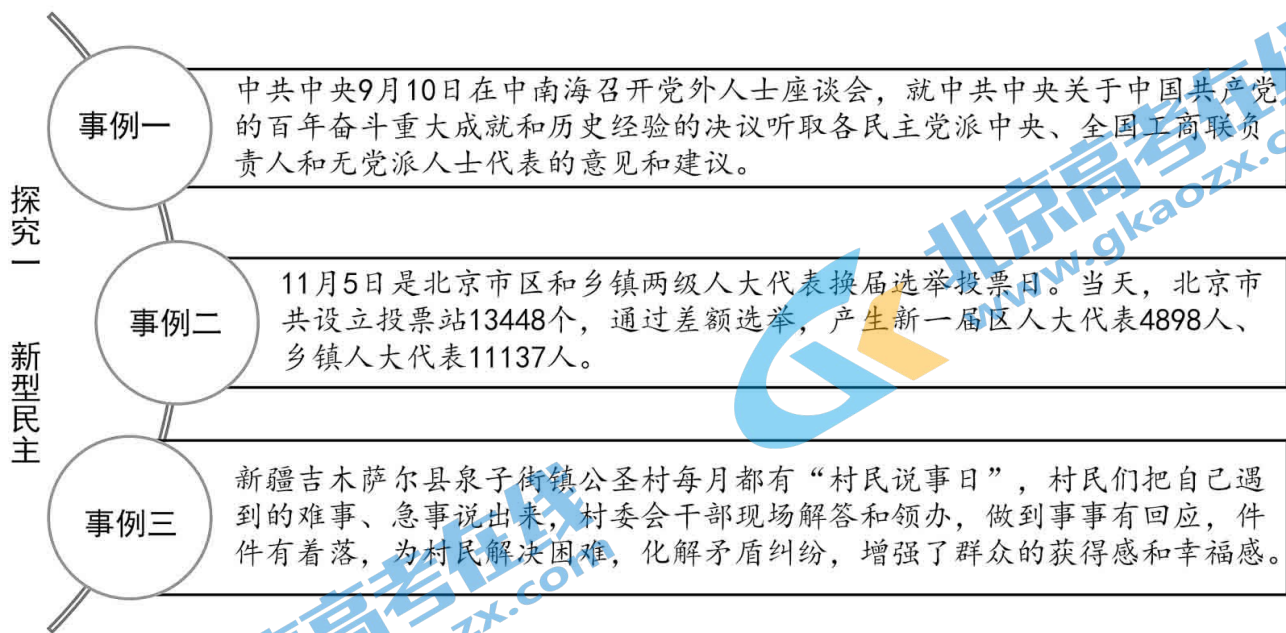 探究一 新型民主
事例一
中共中央9月10日在中南海召开党外人士座谈会，就中共中央关于中国共产党
的百年奋斗重大成就和历史经验的决议听取各民主党派中央、全国工商联负
责人和无党派人士代表的意见和建议。
事例二
11月5日是北京市区和乡镇两级人大代表换届选举投票日。当天，北京市
共设立投票站13448个，通过差额选举，产生新一届区人大代表4898人、
乡镇人大代表11137人。
事例三
新疆吉木萨尔县泉子街镇公圣村每月都有“村民说事日”，村民们把自己遇
到的难事、急事说出来，村委会干部现场解答和领办，做到事事有回应，件
件有着落，为村民解决困难，化解矛盾纠纷，增强了群众的获得感和幸福感。
北京高考在线
www.gkaozx.c
北京高考在线
zx.com